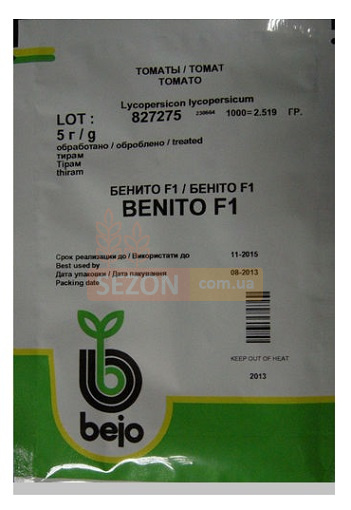 ТОМАТЫ / ТОМАТ
TOMATO
Lycopersicon lycopersicum
LOT : 827275 238664 1000= 2.519 ГР.
5 г / g
обработано / оброблено / treated
тирам
Тірам
thiram
БЕНИТО F1 / БЕНІТО F1
BENITO F1
Срок реализации до / Використати до 11-2015
Best used by
Дата упаковки / Дата пакування 08-2013
Packing date
SEZON.com.ua
KEEP OUT OF HEAT
2013
bejo